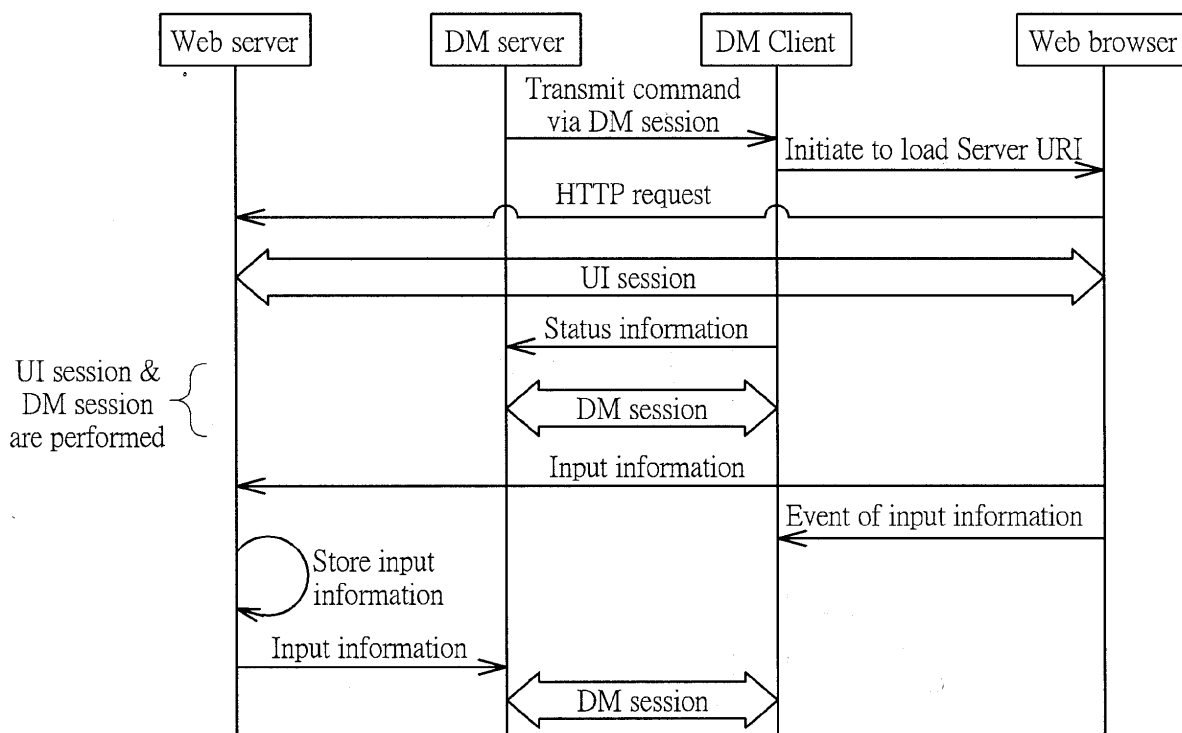 Web server
DM server
DM Client
Web browser
Transmit command
via DM session
Initiate to load Server URI
HTTP request
UI session
Status information
UI session &
DM session
are performed
DM session
Input information
Event of input information
Store input
information
Input information
DM session